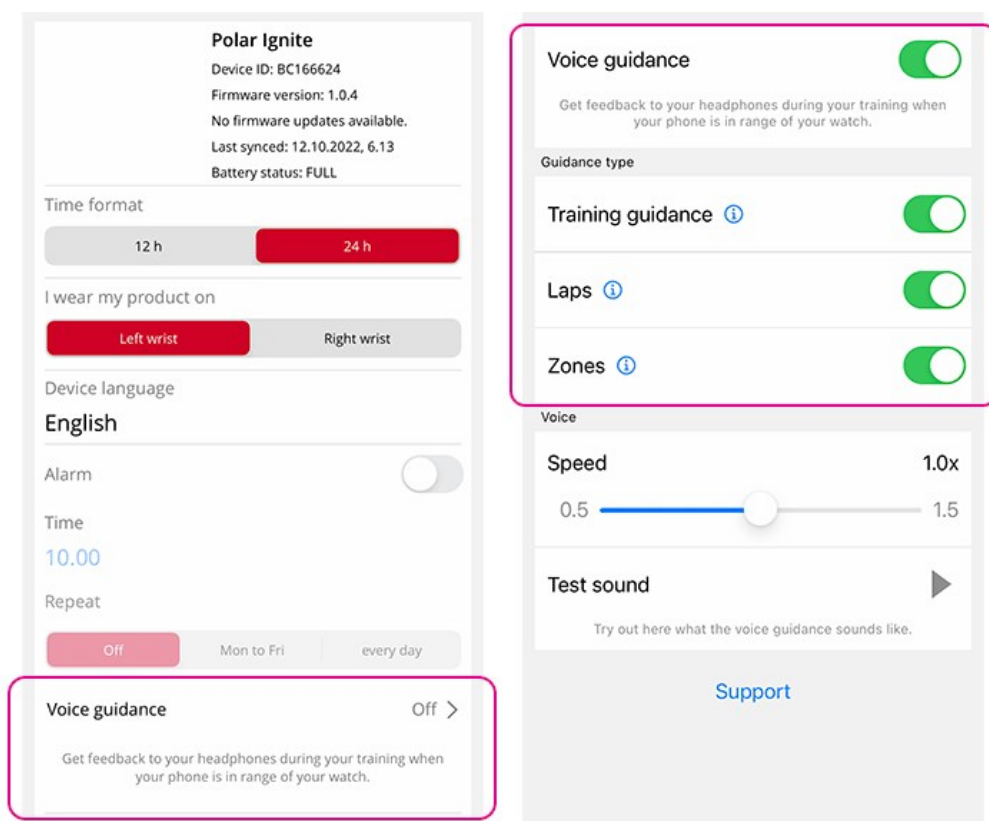 Polar Ignite
Device ID: BC166624
Firmware version: 1.0.4
No firmware updates available.
Last synced: 12.10.2022, 6.13
Battery status: FULL
Time format
12 h
24 h
I wear my product on
Left wrist
Right wrist
Device language
English
Alarm
Time
10.00
Repeat
Off
Mon to Fri
every day
Voice guidance
Off
Get feedback to your headphones during your training when
your phone is in range of your watch.
Voice guidance
Get feedback to your headphones during your training when
your phone is in range of your watch.
Guidance type
Training guidance
Laps
Zones
Voice
Speed
1.0x
0.5
1.5
Test sound
Try out here what the voice guidance sounds like.
Support